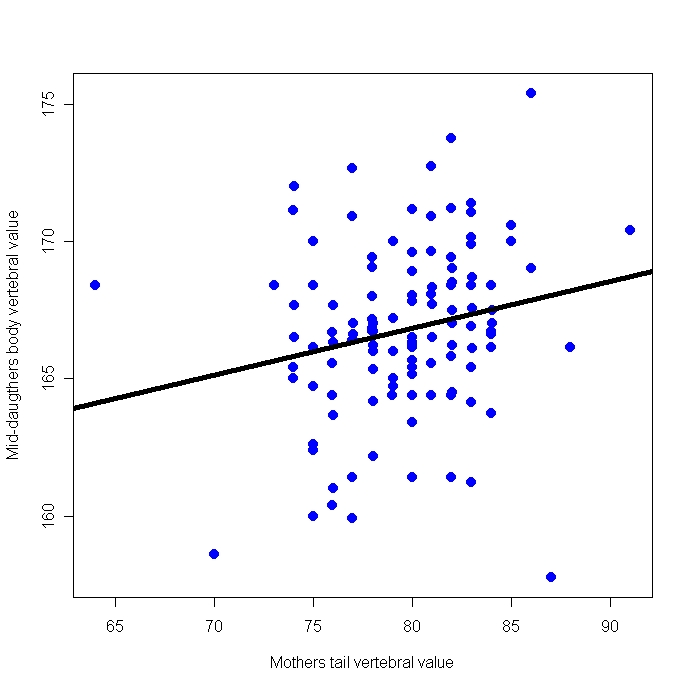 175
170
165
160
Mid-daugthers body vertebral value
65 70 75 80 85 90
Mothers tail vertebral value